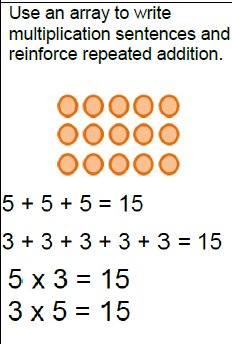 Use an array to write
multiplication sentences and
reinforce repeated addition.
5 + 5 + 5 = 15
3 + 3 + 3 + 3 + 3 = 15
5 x 3 = 15
3 x 5 = 15